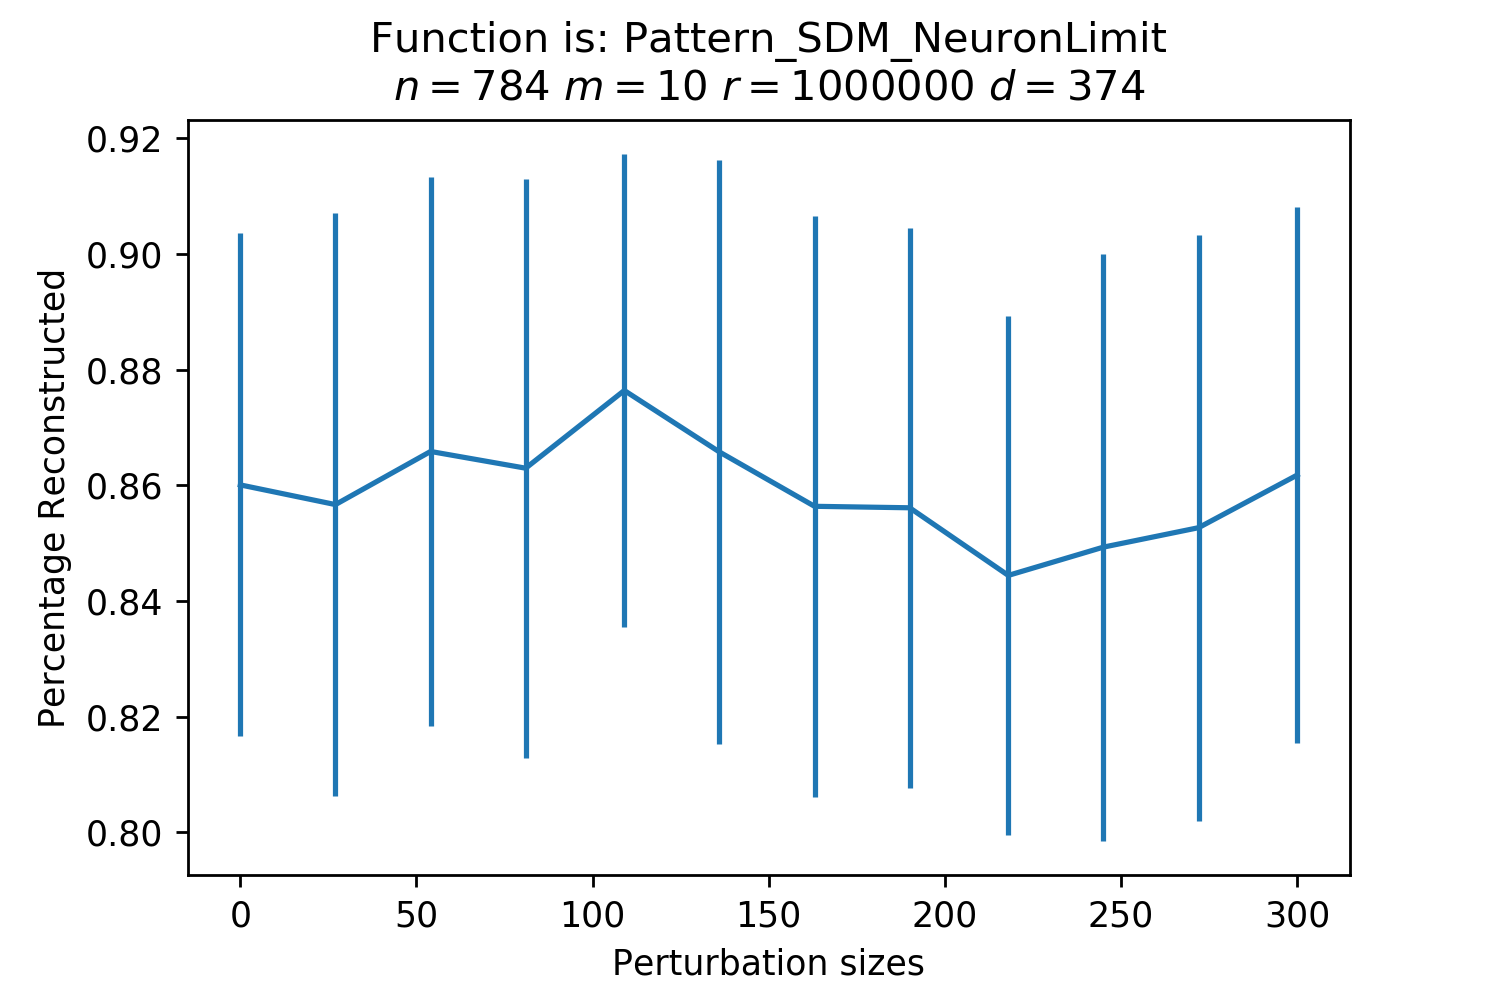 Function is: Pattern_SDM_NeuronLimit
n = 784 m = 10 r = 1000000 d = 374
Percentage Reconstructed
0.92
0.90
0.88
0.86
0.84
0.82
0.80
0 50 100 150 200 250 300
Perturbation sizes